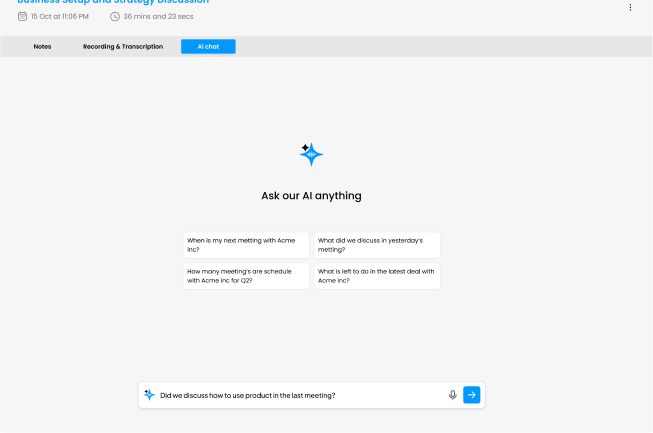 Business Setup and Strategy Discussion
15 Oct at 11:06 PM 36 mins and 23 secs
Notes Recording & Transcription Ai chat
Ask our AI anything
When is my next metting with Acme
Inc?
What did we discuss in yesterday's
metting?
How many meeting's are schedule
with Acme Inc for Q2?
What is left to do in the latest deal with
Acme inc?
Did we discuss how to use product in the last meeting?